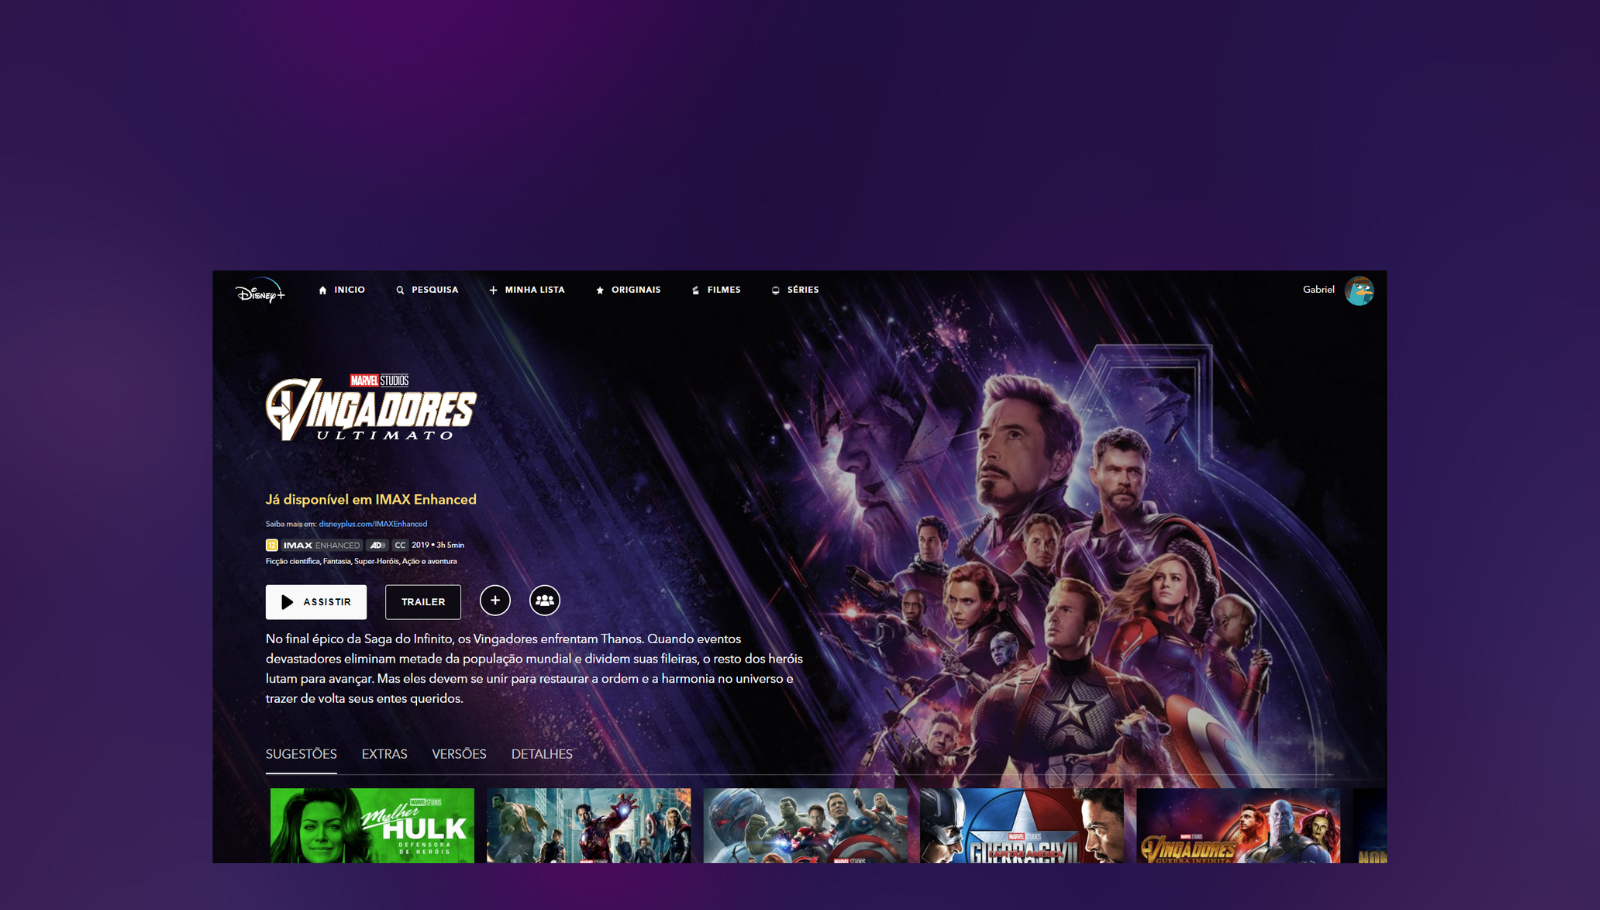 Disney+
INICIO
PESQUISA
MINHA LISTA
ORIGINAIS
FILMES
SÉRIES
Gabriel
MARVEL STUDIOS
VINGADORES
ULTIMATO
Já disponível em IMAX Enhanced
Saiba mais em: disneyplus.com/IMAXEnhanced
12 IMAX ENHANCED AD CC 2019 • 3h 5min
Ficção científica, Fantasia, Super-Heróis, Ação e aventura
ASSISTIR
TRAILER
No final épico da Saga do Infinito, os Vingadores enfrentam Thanos. Quando eventos
devastadores eliminam metade da população mundial e dividem suas fileiras, o resto dos heróis
lutam para avançar. Mas eles devem se unir para restaurar a ordem e a harmonia no universo e
trazer de volta seus entes queridos.
SUGESTÕES
EXTRAS
VERSÕES
DETALHES
MARVEL STUDIOS
Mulher
HULK
DEFENSORA
DE HERÓIS
MARVEL STUDIOS
MARVEL STUDIOS
MARVEL STUDIOS
CAPITÃO AMÉRICA
GUERRA CIVIL
MARVEL STUDIOS
VINGADORES
GUERRA INFINITA